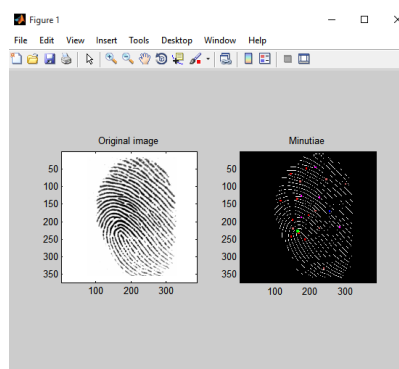 Figure 1
File Edit View Insert Tools Desktop Window Help
Original image
50
100
150
200
250
300
350
100 200 300
Minutiae
50
100
150
200
250
300
350
100 200 300